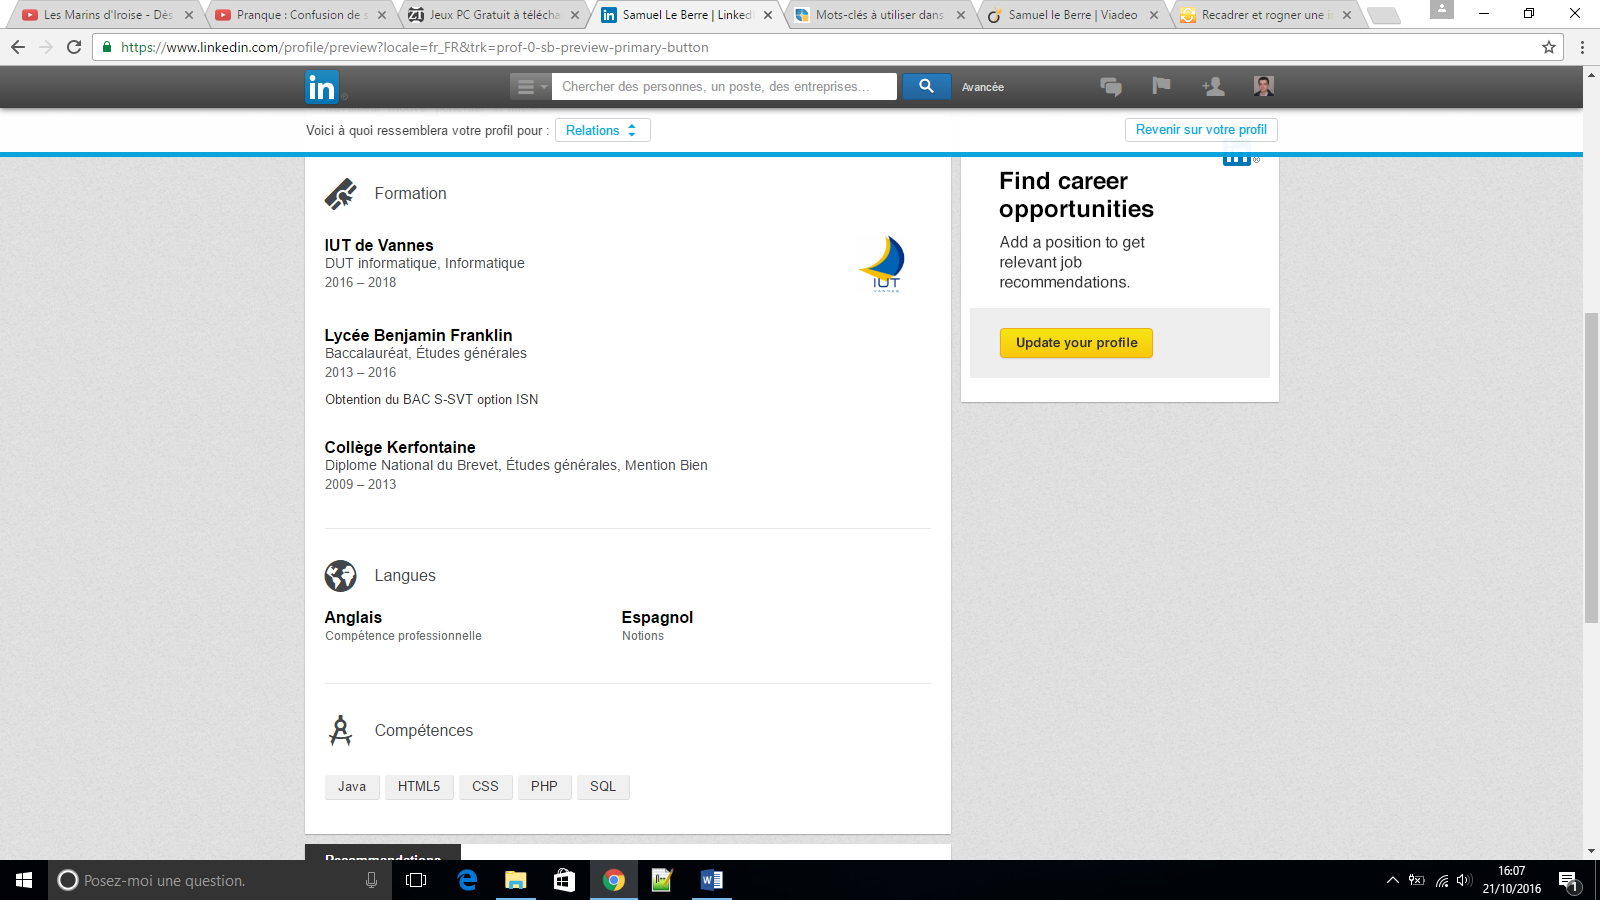 Les Marins d'Iroise - Dès
Pranque : Confusion de s
Jeux PC Gratuit à télécha
Samuel Le Berre | Linked
Mots-clés à utiliser dans
Samuel le Berre | Viadeo
Recadrer et rogner une i
https://www.linkedin.com/profile/preview?locale=fr_FR&trk=prof-0-sb-preview-primary-button
in
Chercher des personnes, un poste, des entreprises...
Avancée
Voici à quoi ressemblera votre profil pour :
Relations
Revenir sur votre profil
Formation
IUT de Vannes
DUT informatique, Informatique
2016 – 2018
IUT
VANNES
Lycée Benjamin Franklin
Baccalauréat, Études générales
2013 – 2016
Obtention du BAC S-SVT option ISN
Collège Kerfontaine
Diplome National du Brevet, Études générales, Mention Bien
2009 – 2013
Langues
Anglais
Compétence professionnelle
Espagnol
Notions
Compétences
Java
HTML5
CSS
PHP
SQL
Recommendations
Find career
opportunities
Add a position to get
relevant job
recommendations.
Update your profile
Posez-moi une question.
16:07
21/10/2016
1